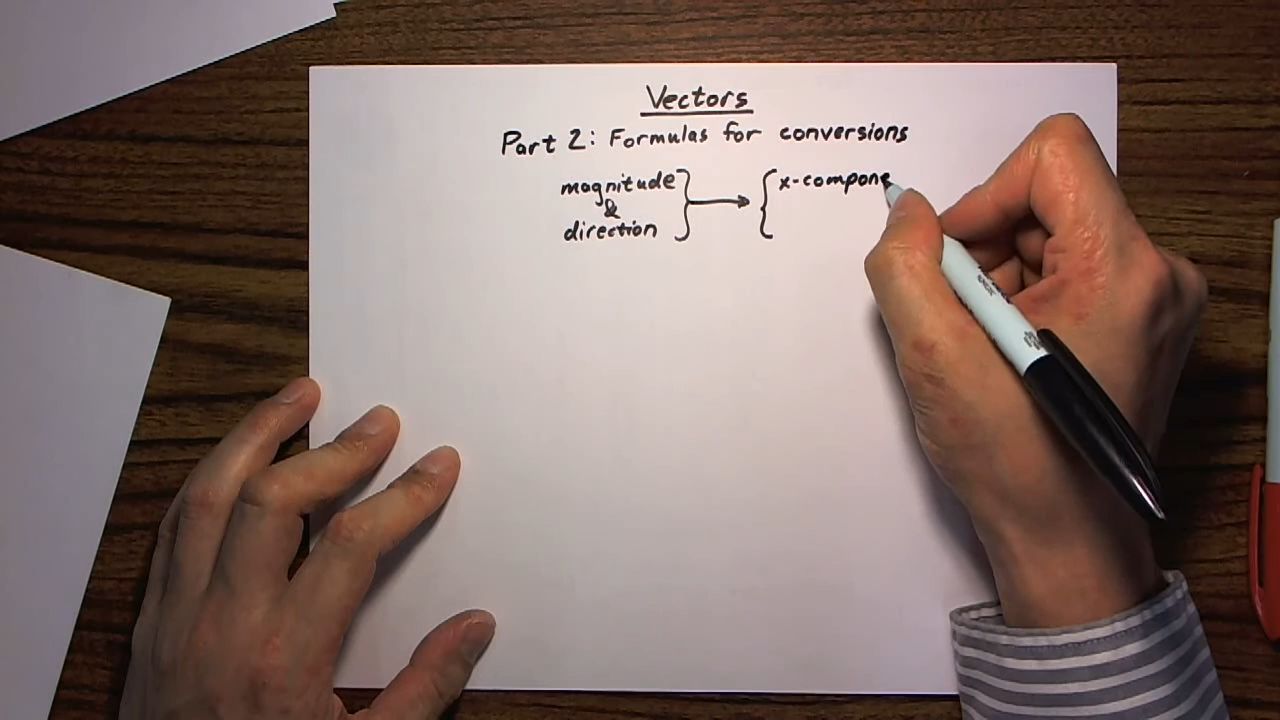 Vectors
Part 2: Formulas for conversions
magnitude
&
direction
x-compone